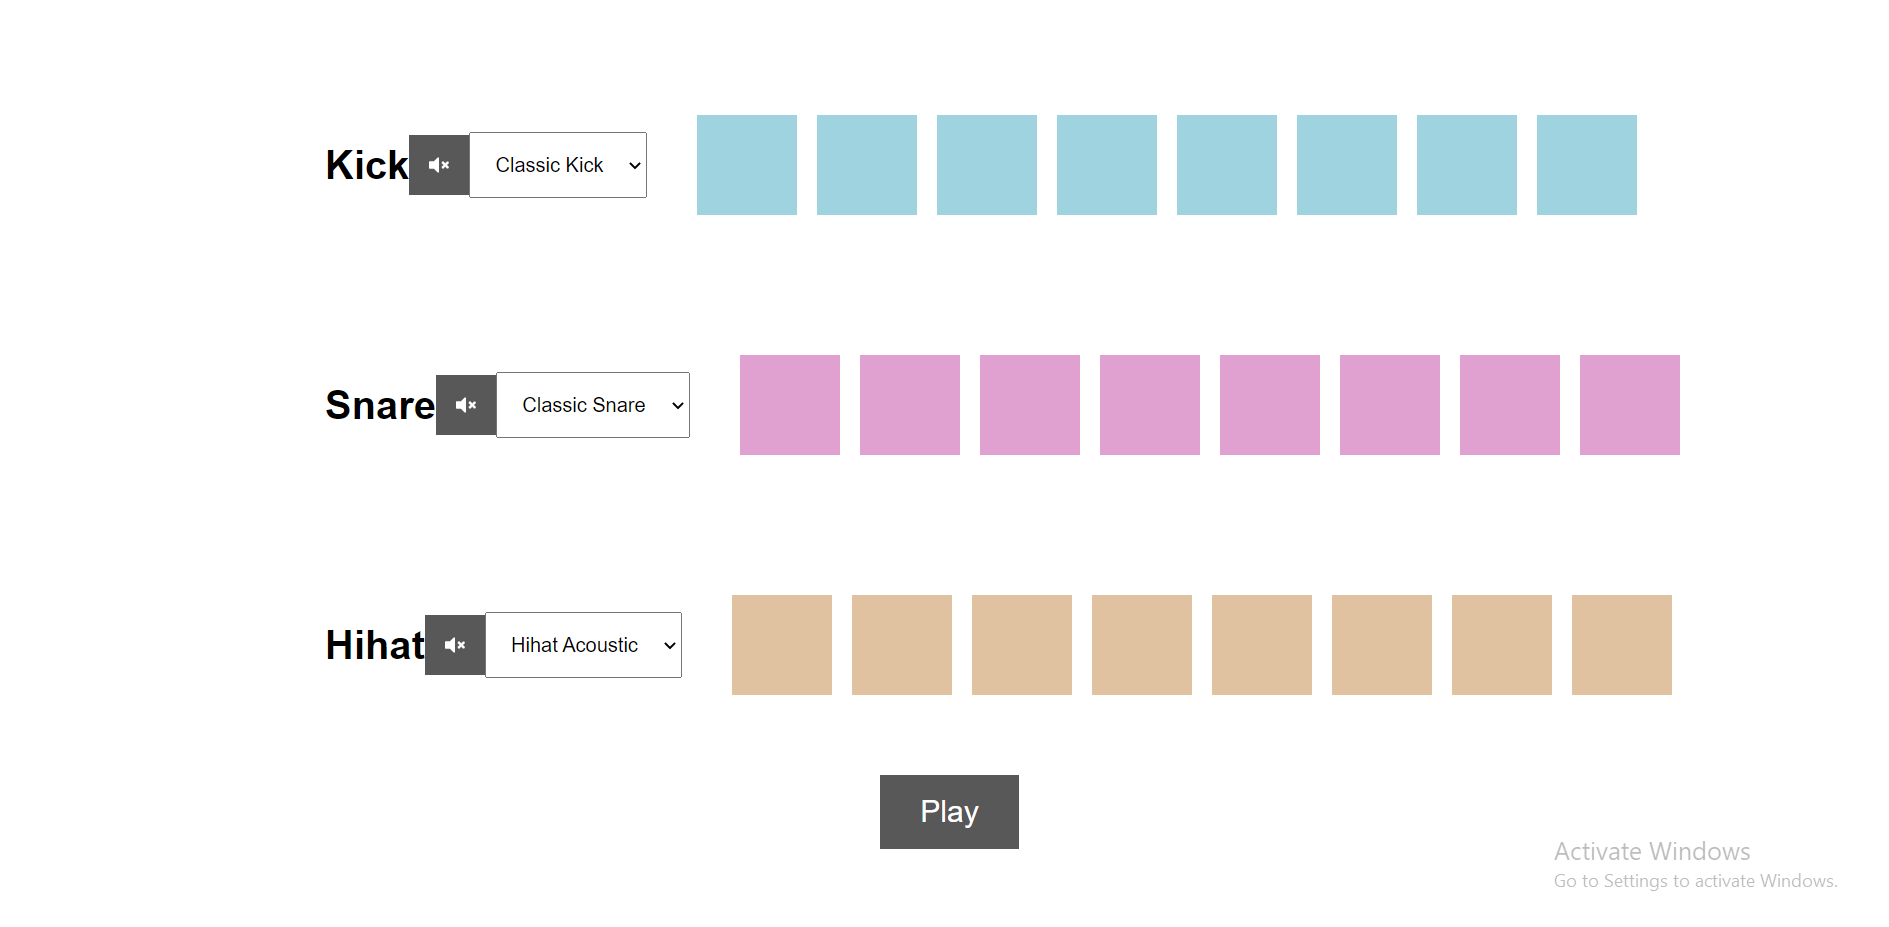 Kick Classic Kick
Snare Classic Snare
Hihat Hihat Acoustic
Play
Activate Windows
Go to Settings to activate Windows.